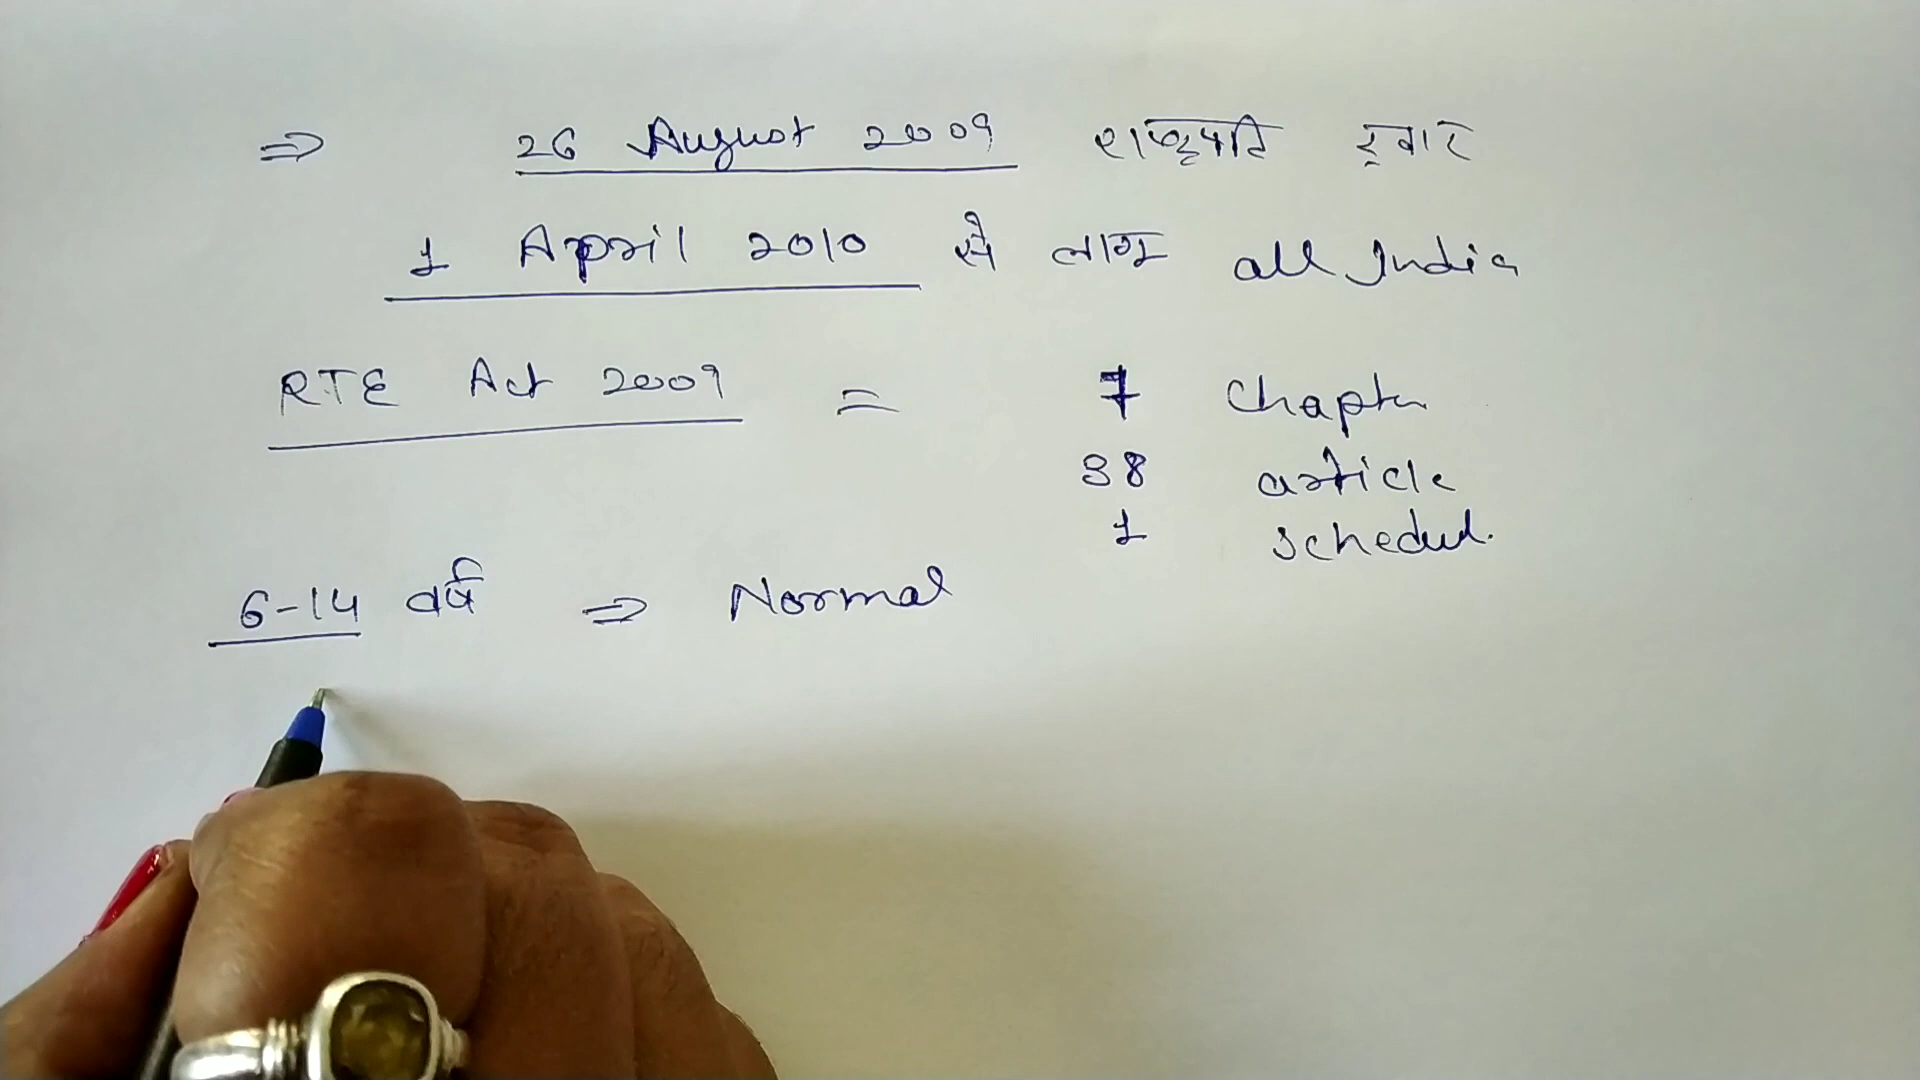 ⇒ 26 August 2009 राष्ट्रपति द्वारा
1 April 2010 से लागू all India
RTE Act 2009 = 7 Chapter
38 article
1 schedul.
6-14 वर्ष ⇒ Normal